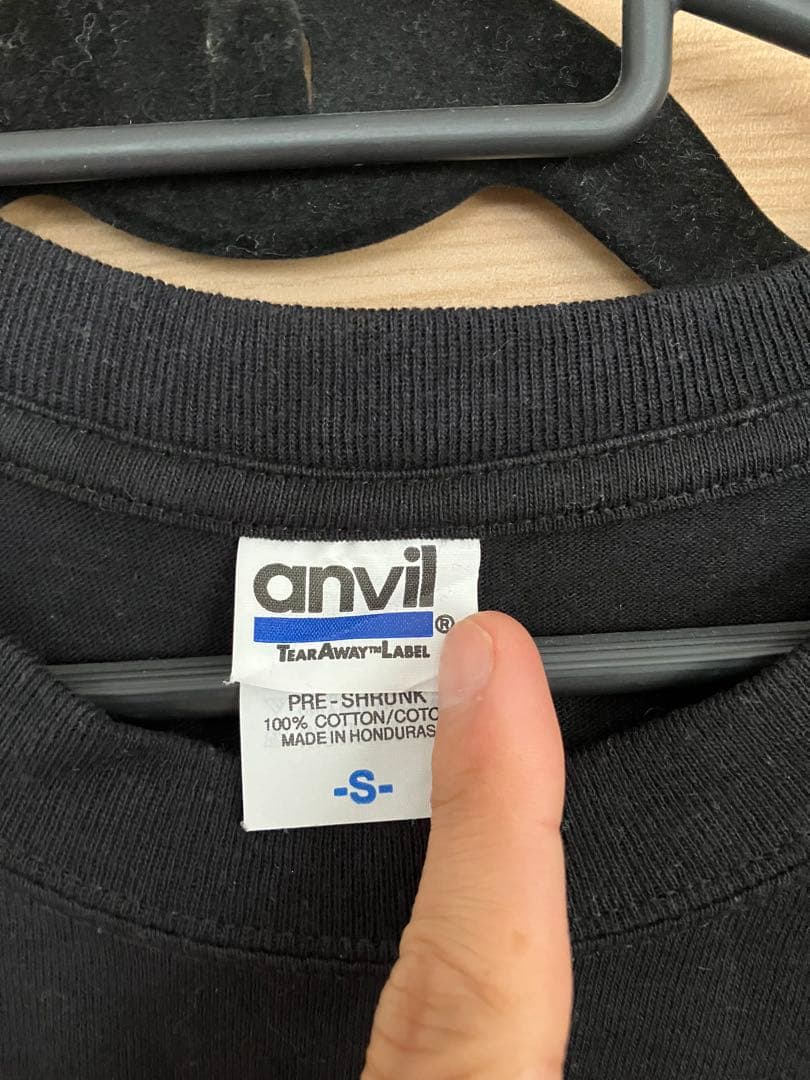 anvil®
TEARAWAY™LABEL
PRE-SHRUNK
100% COTTON/COTO
MADE IN HONDURAS
-S-